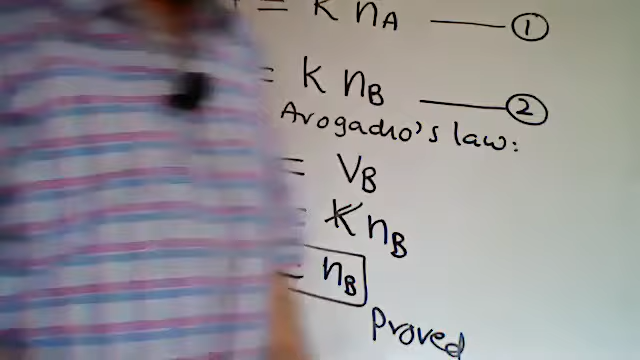 = K nA ①
= K nB ②
Avogadro's law:
= VB
= K nB
= nB
Proved